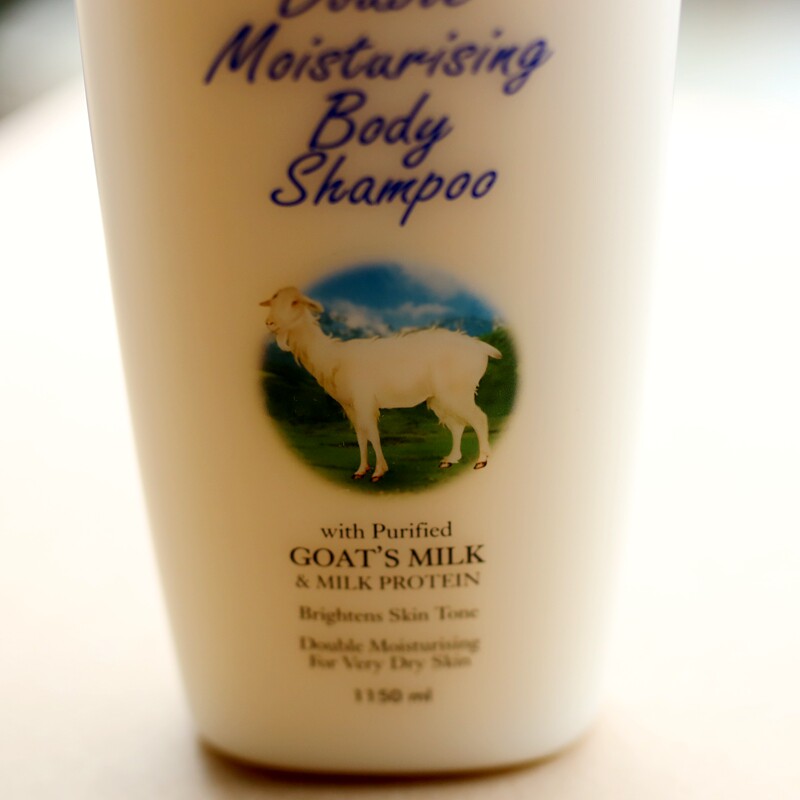 Double
Moisturising
Body
Shampoo
with Purified
GOAT'S MILK
& MILK PROTEIN
Brightens Skin Tone
Double Moisturising
For Very Dry Skin
1150 ml